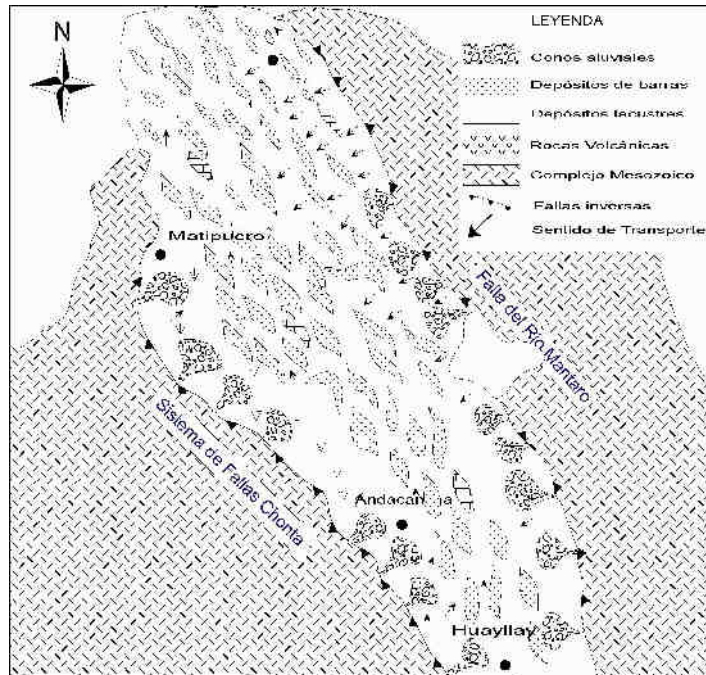 N
LEYENDA
Conos aluviales
Depósitos de barras
Depósitos lacustres
Rocas Volcánicas
Complejo Mesozoico
Fallas inversas
Sentido de Transporte
Matipucro
Falla del Río Mantaro
Sistema de Fallas Chonta
Huayllay